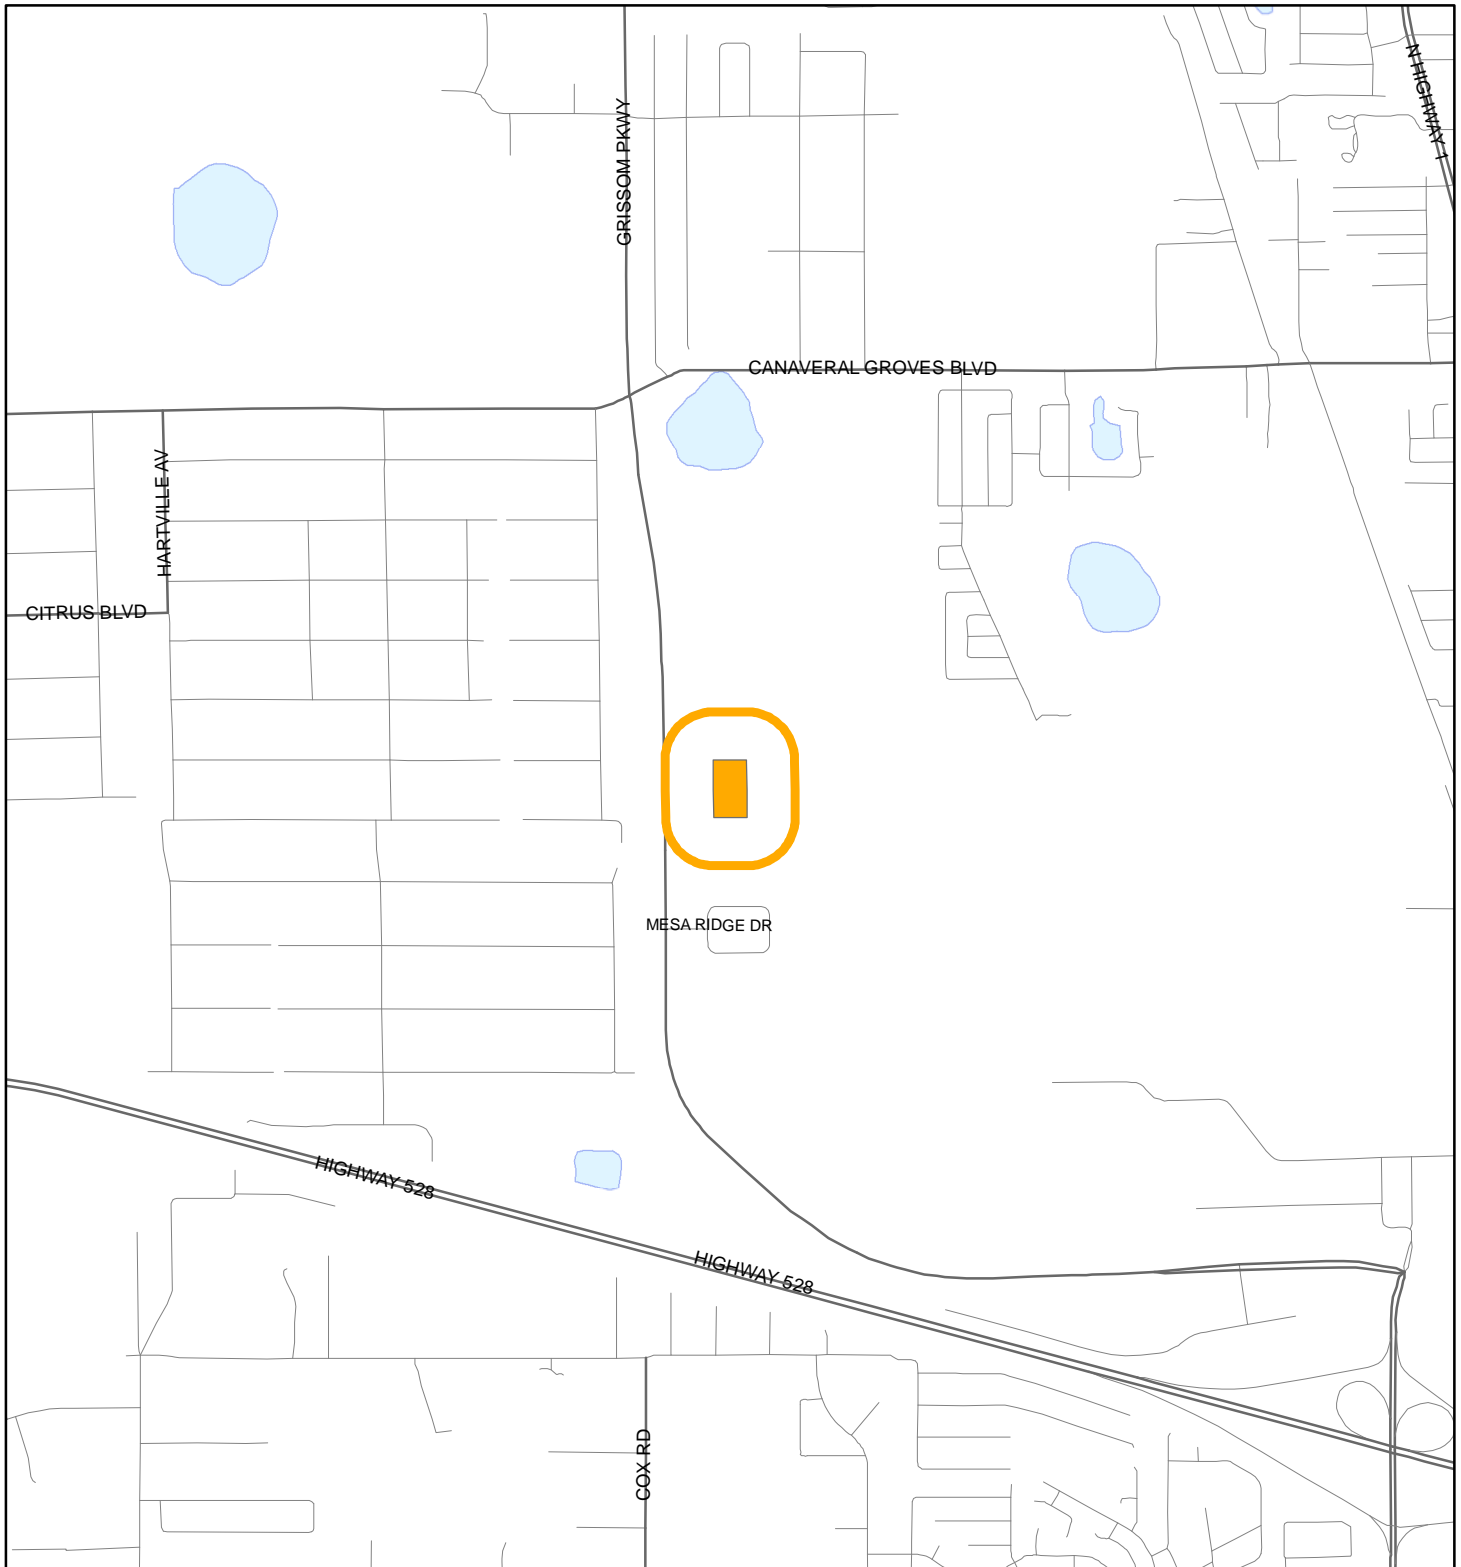 N HIGHWAY 1
GRISSOM PKWY
CANAVERAL GROVES BLVD
HARTVILLE AV
CITRUS BLVD
MESA RIDGE DR
HIGHWAY 528
HIGHWAY 528
COX RD